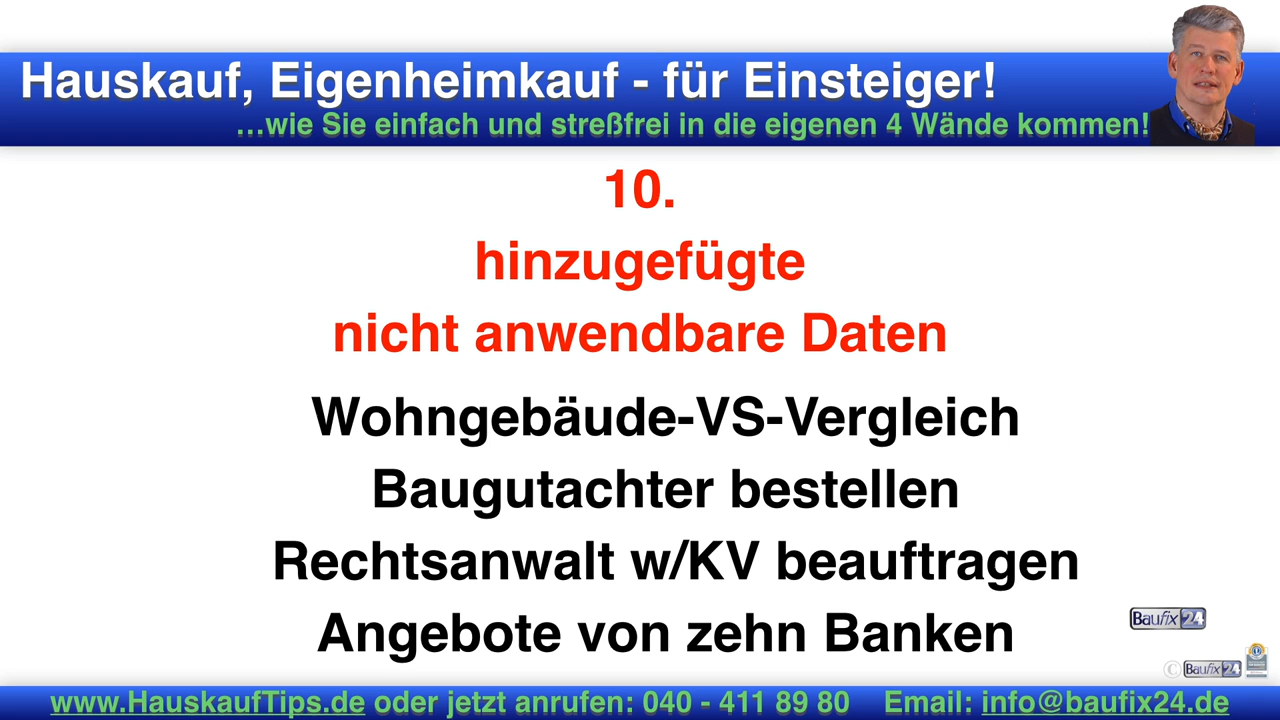 Hauskauf, Eigenheimkauf - für Einsteiger!
...wie Sie einfach und streßfrei in die eigenen 4 Wände kommen!
10.
hinzugefügte
nicht anwendbare Daten
Wohngebäude-VS-Vergleich
Baugutachter bestellen
Rechtsanwalt w/KV beauftragen
Angebote von zehn Banken
Baufix24
© Baufix24
www.HauskaufTips.de oder jetzt anrufen: 040 - 411 89 80 Email: info@baufix24.de